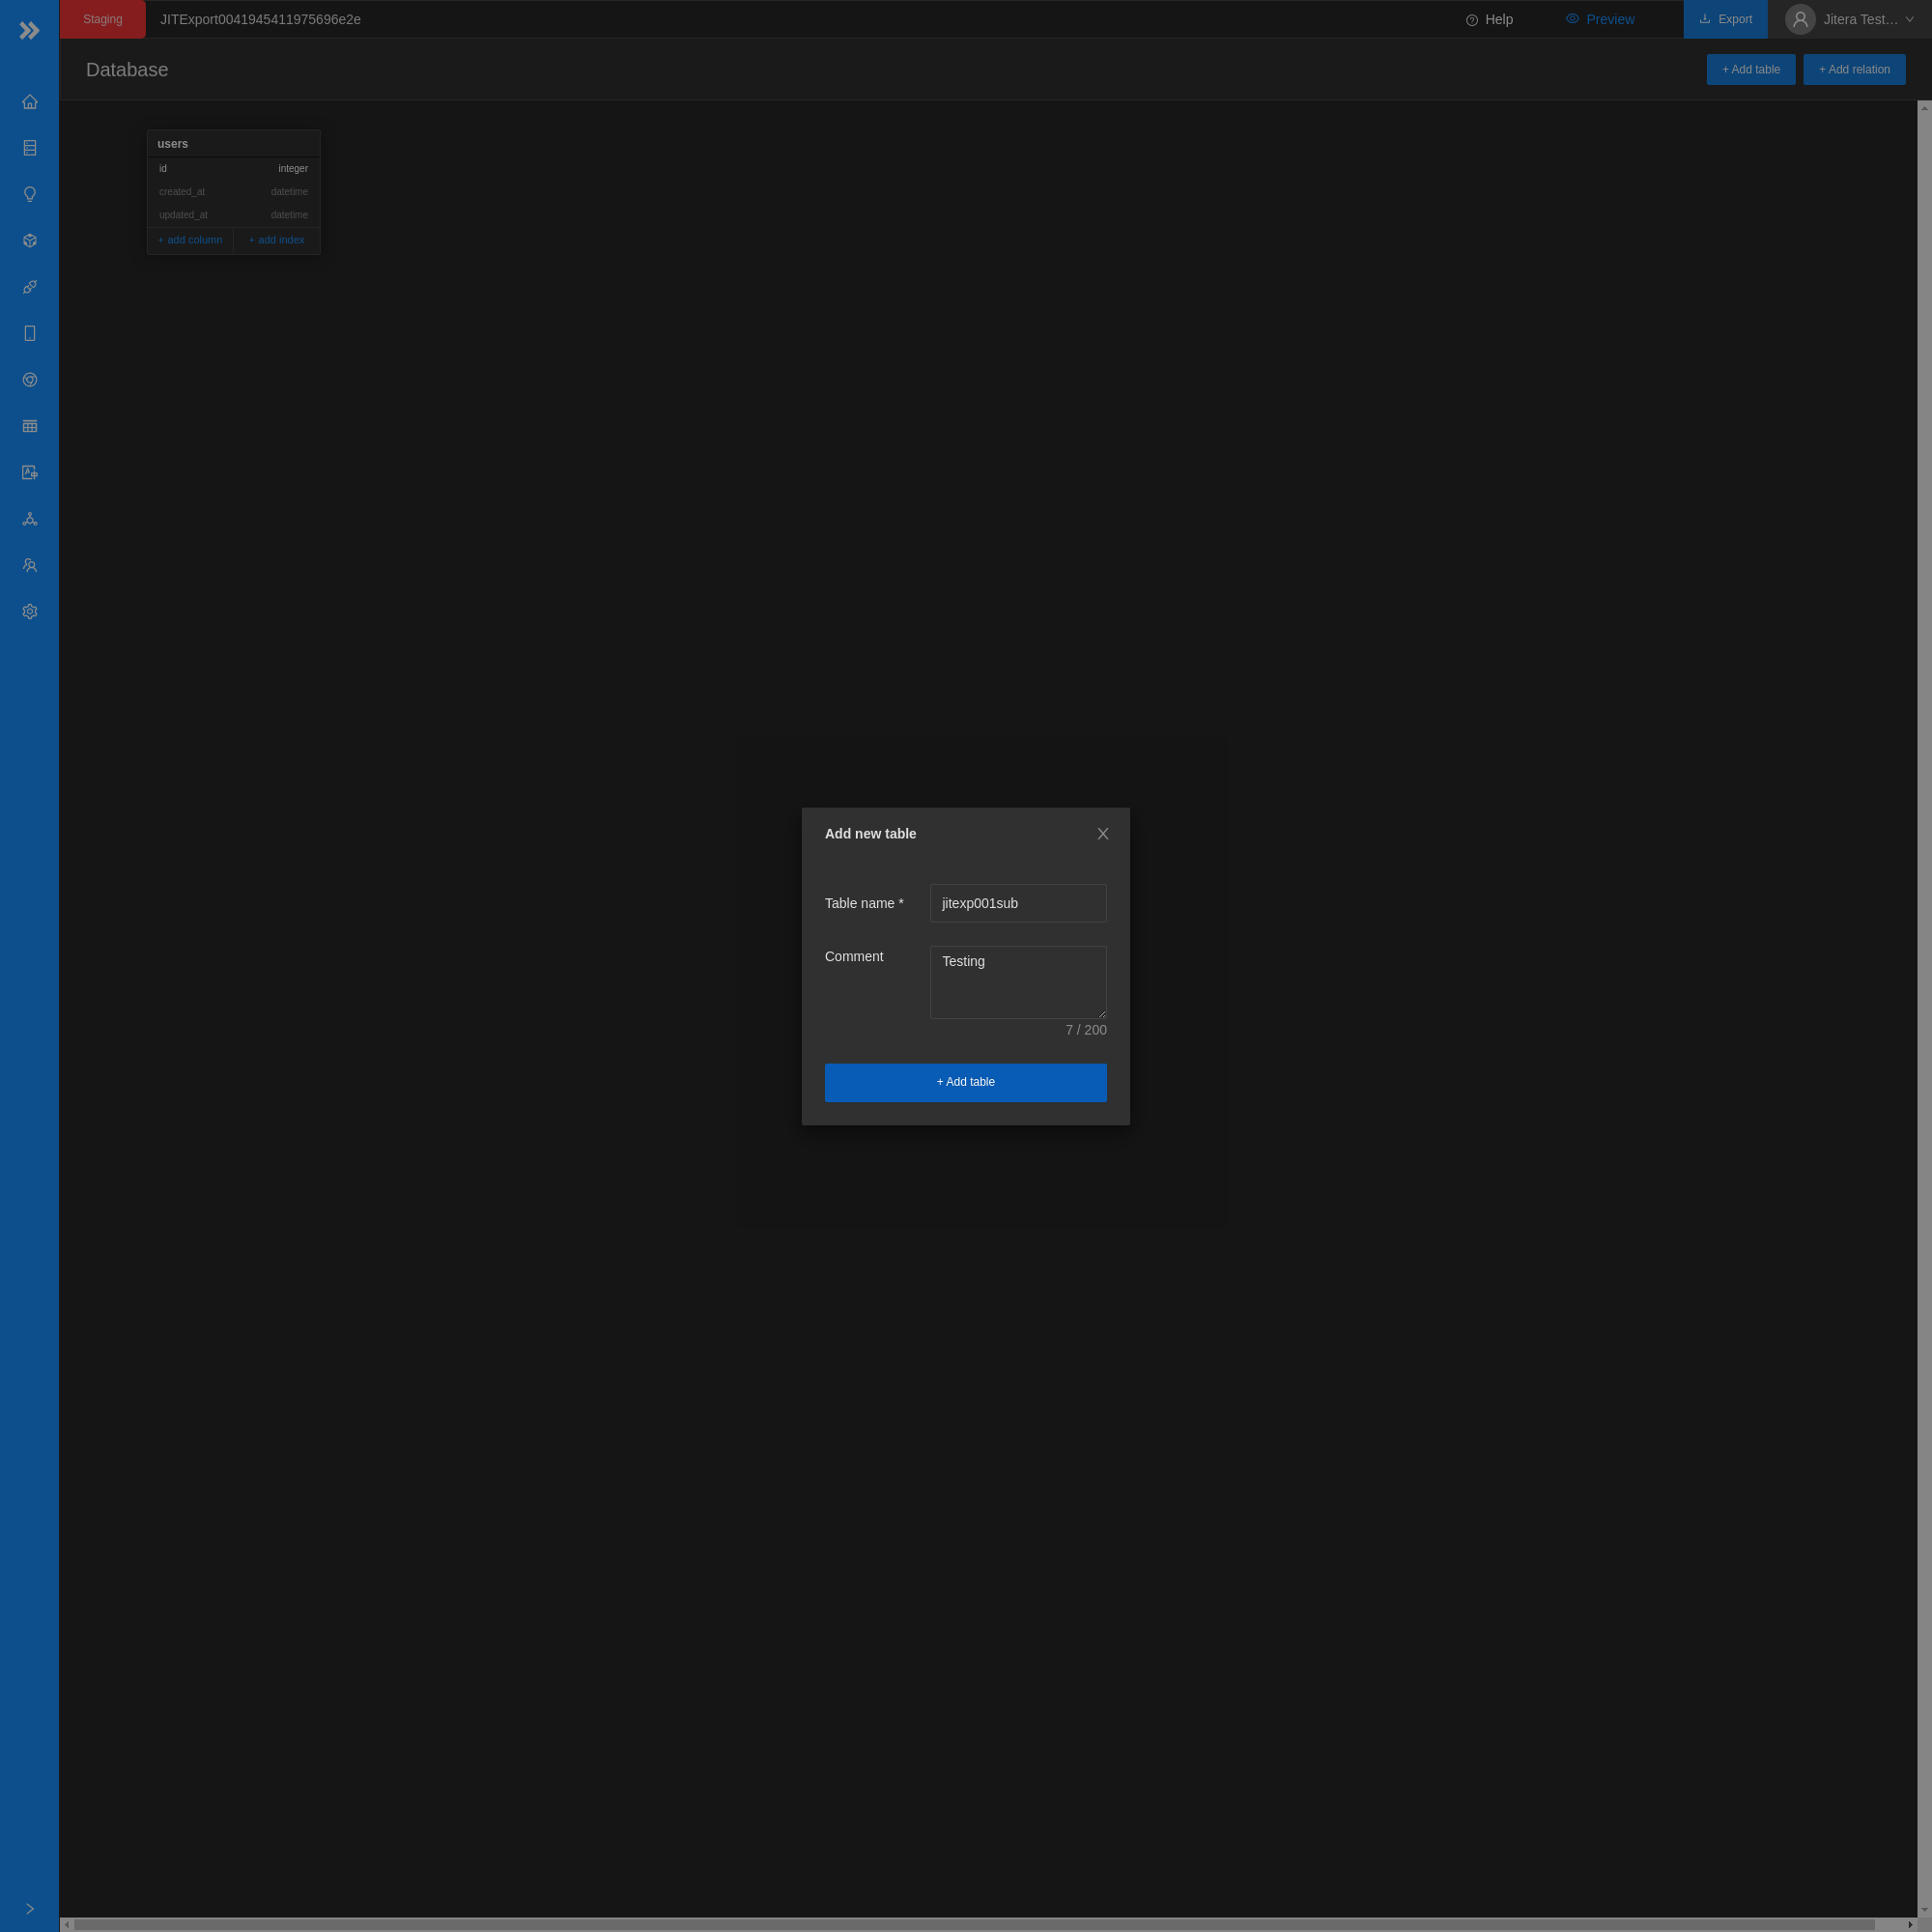 Staging
JITExport0041945411975696e2e
Help
Preview
Export
Jitera Test…
Database
+ Add table
+ Add relation
users
id integer
created_at datetime
updated_at datetime
+ add column
+ add index
Add new table
Table name *
jitexp001sub
Comment
Testing
7 / 200
+ Add table